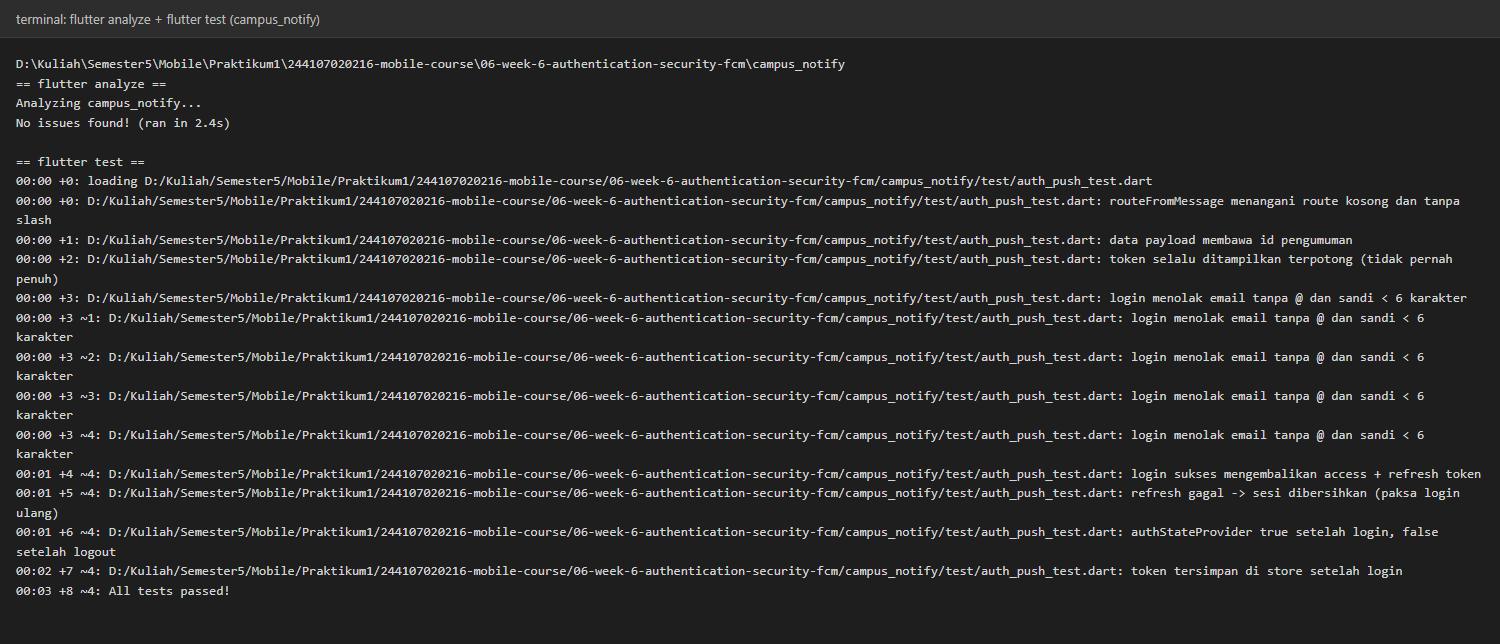 terminal: flutter analyze + flutter test (campus_notify)
D:\Kuliah\Semester5\Mobile\Praktikum1\244107020216-mobile-course\06-week-6-authentication-security-fcm\campus_notify
== flutter analyze ==
Analyzing campus_notify...
No issues found! (ran in 2.4s)
== flutter test ==
00:00 +0: loading D:/Kuliah/Semester5/Mobile/Praktikum1/244107020216-mobile-course/06-week-6-authentication-security-fcm/campus_notify/test/auth_push_test.dart
00:00 +0: D:/Kuliah/Semester5/Mobile/Praktikum1/244107020216-mobile-course/06-week-6-authentication-security-fcm/campus_notify/test/auth_push_test.dart: routeFromMessage menangani route kosong dan tanpa
slash
00:00 +1: D:/Kuliah/Semester5/Mobile/Praktikum1/244107020216-mobile-course/06-week-6-authentication-security-fcm/campus_notify/test/auth_push_test.dart: data payload membawa id pengumuman
00:00 +2: D:/Kuliah/Semester5/Mobile/Praktikum1/244107020216-mobile-course/06-week-6-authentication-security-fcm/campus_notify/test/auth_push_test.dart: token selalu ditampilkan terpotong (tidak pernah
penuh)
00:00 +3: D:/Kuliah/Semester5/Mobile/Praktikum1/244107020216-mobile-course/06-week-6-authentication-security-fcm/campus_notify/test/auth_push_test.dart: login menolak email tanpa @ dan sandi < 6 karakter
00:00 +3 ~1: D:/Kuliah/Semester5/Mobile/Praktikum1/244107020216-mobile-course/06-week-6-authentication-security-fcm/campus_notify/test/auth_push_test.dart: login menolak email tanpa @ dan sandi < 6
karakter
00:00 +3 ~2: D:/Kuliah/Semester5/Mobile/Praktikum1/244107020216-mobile-course/06-week-6-authentication-security-fcm/campus_notify/test/auth_push_test.dart: login menolak email tanpa @ dan sandi < 6
karakter
00:00 +3 ~3: D:/Kuliah/Semester5/Mobile/Praktikum1/244107020216-mobile-course/06-week-6-authentication-security-fcm/campus_notify/test/auth_push_test.dart: login menolak email tanpa @ dan sandi < 6
karakter
00:00 +3 ~4: D:/Kuliah/Semester5/Mobile/Praktikum1/244107020216-mobile-course/06-week-6-authentication-security-fcm/campus_notify/test/auth_push_test.dart: login menolak email tanpa @ dan sandi < 6
karakter
00:01 +4 ~4: D:/Kuliah/Semester5/Mobile/Praktikum1/244107020216-mobile-course/06-week-6-authentication-security-fcm/campus_notify/test/auth_push_test.dart: login sukses mengembalikan access + refresh token
00:01 +5 ~4: D:/Kuliah/Semester5/Mobile/Praktikum1/244107020216-mobile-course/06-week-6-authentication-security-fcm/campus_notify/test/auth_push_test.dart: refresh gagal -> sesi dibersihkan (paksa login
ulang)
00:01 +6 ~4: D:/Kuliah/Semester5/Mobile/Praktikum1/244107020216-mobile-course/06-week-6-authentication-security-fcm/campus_notify/test/auth_push_test.dart: authStateProvider true setelah login, false
setelah logout
00:02 +7 ~4: D:/Kuliah/Semester5/Mobile/Praktikum1/244107020216-mobile-course/06-week-6-authentication-security-fcm/campus_notify/test/auth_push_test.dart: token tersimpan di store setelah login
00:03 +8 ~4: All tests passed!